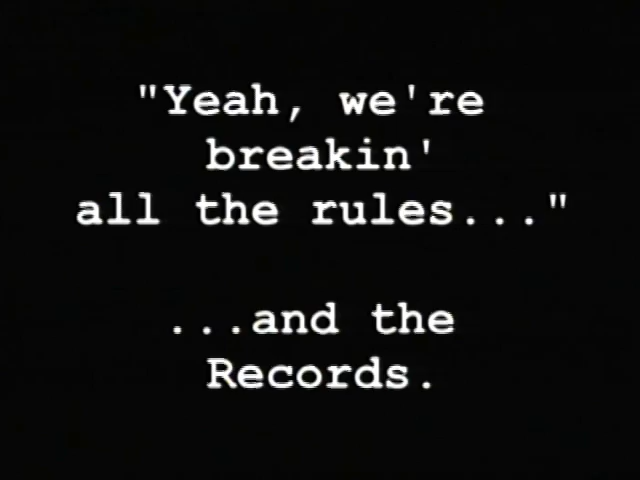 "Yeah, we're
breakin'
all the rules..."
...and the
Records.